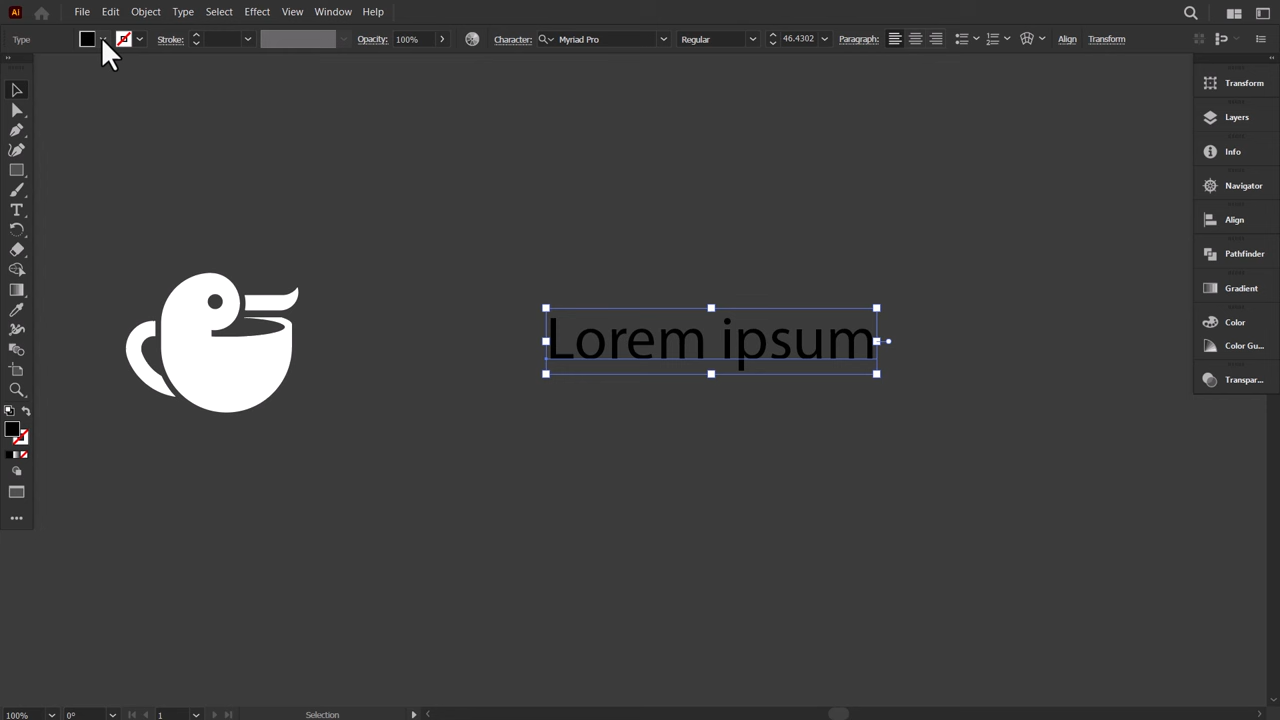 Ai File Edit Object Type Select Effect View Window Help
Type Stroke: Opacity: 100% Character: Myriad Pro Regular 46.4302 Paragraph: Align Transform
Transform
Layers
Info
Navigator
Align
Pathfinder
Gradient
Color
Color Gu...
Transpar...
Lorem ipsum
100% 0° 1 Selection